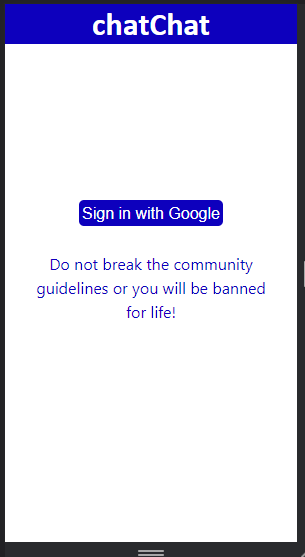 chatChat
Sign in with Google
Do not break the community
guidelines or you will be banned
for life!